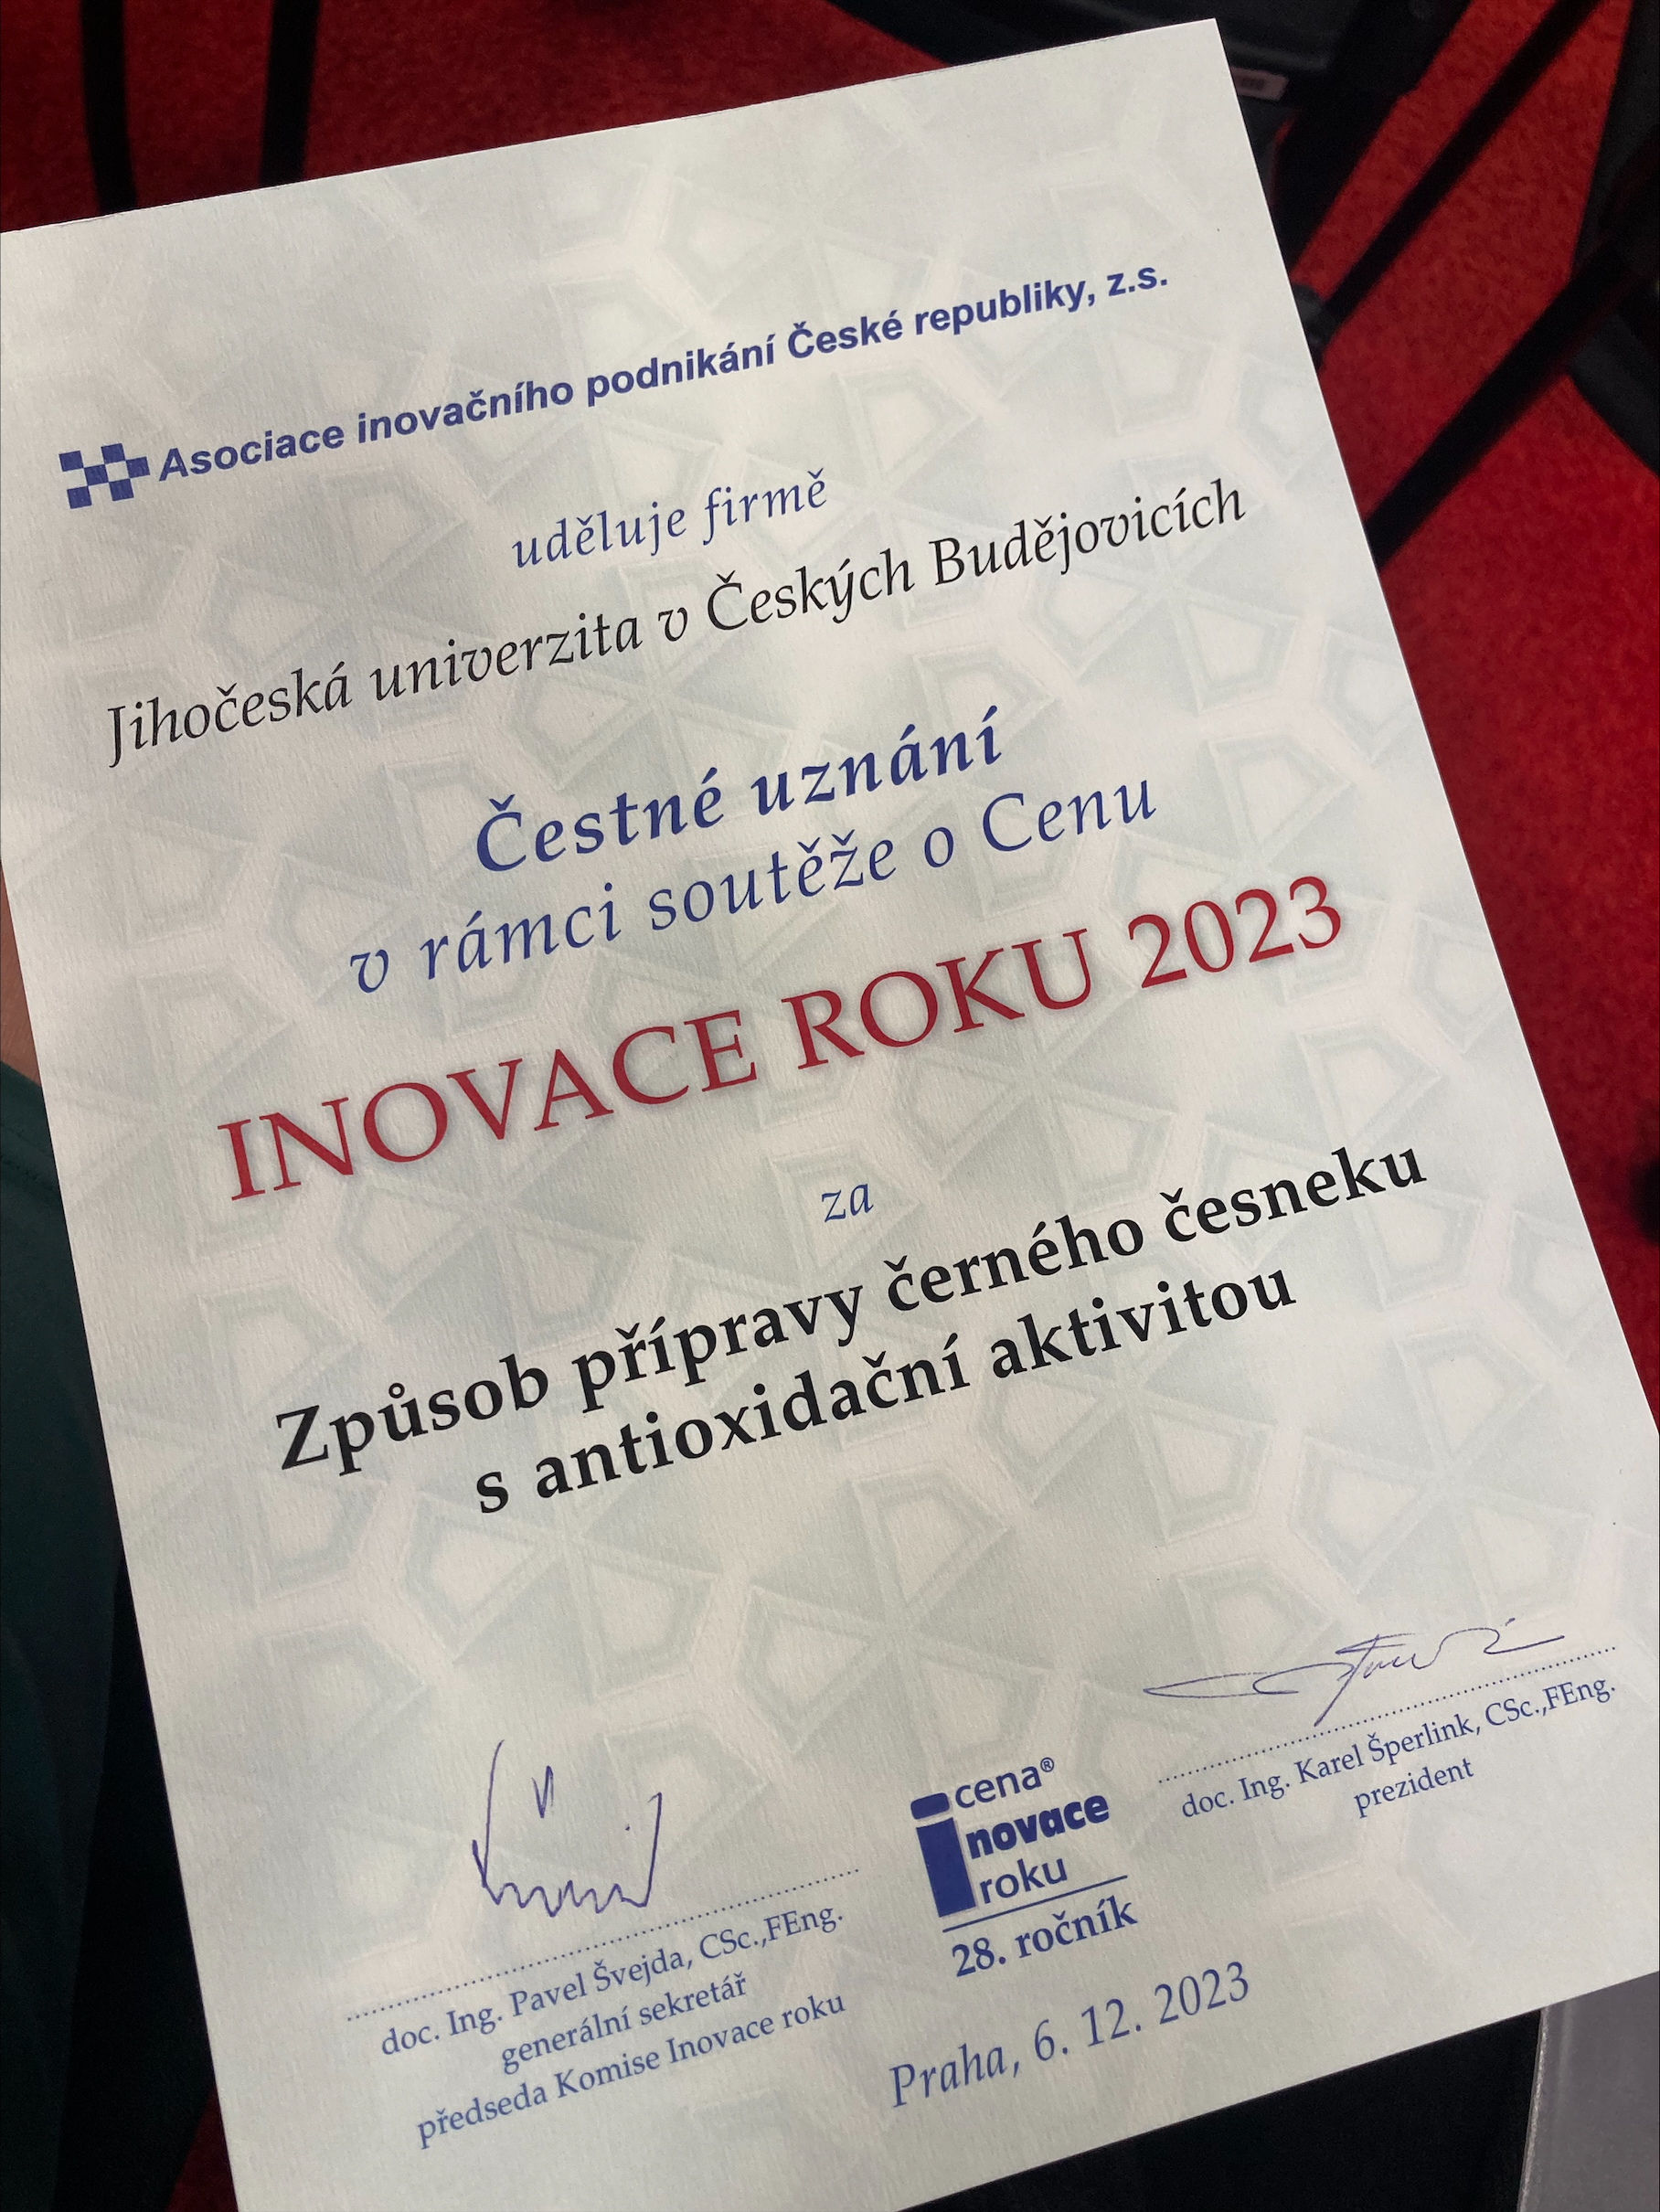 Asociace inovačního podnikání České republiky, z.s.
uděluje firmě
Jihočeská univerzita v Českých Budějovicích
Čestné uznání
v rámci soutěže o Cenu
INOVACE ROKU 2023
za
Způsob přípravy černého česneku
s antioxidační aktivitou
doc. Ing. Karel Šperlink, CSc.,FEng.
prezident
cena®
inovace
roku
28. ročník
doc. Ing. Pavel Švejda, CSc.,FEng.
generální sekretář
předseda Komise Inovace roku
Praha, 6. 12. 2023